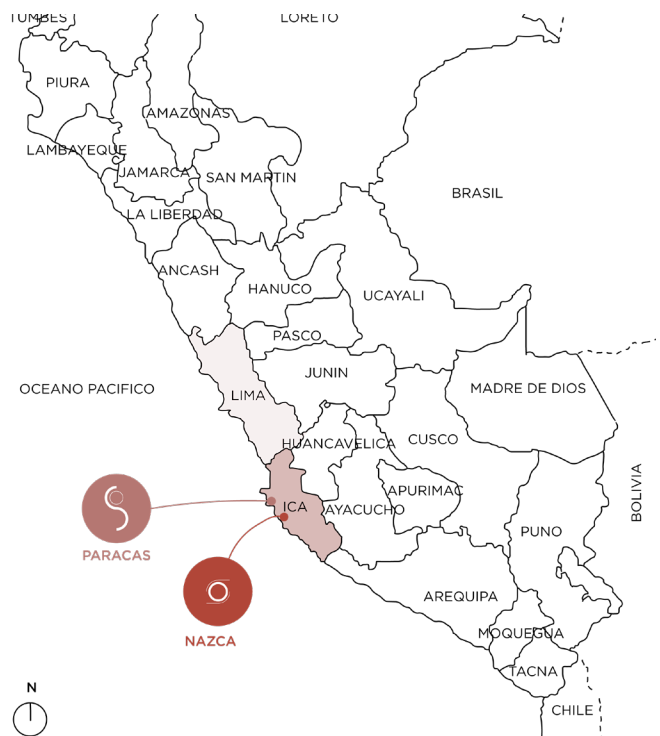 TUMBES
LORETO
PIURA
AMAZONAS
LAMBAYEQUE
JAMARCA
SAN MARTIN
BRASIL
LA LIBERDAD
ANCASH
HANUCO
UCAYALI
PASCO
JUNIN
OCEANO PACIFICO
LIMA
MADRE DE DIOS
HUANCAVELICA
CUSCO
APURIMAC
BOLIVIA
ICA
AYACUCHO
PUNO
PARACAS
AREQUIPA
NAZCA
MOQUEGUA
TACNA
N
CHILE